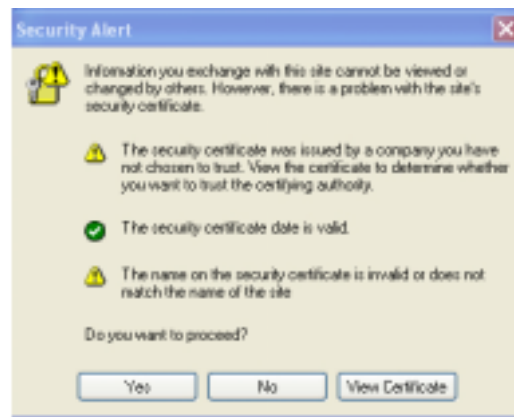 Security Alert
Information you exchange with this site cannot be viewed or
changed by others. However, there is a problem with the site's
security certificate.
The security certificate was issued by a company you have
not chosen to trust. View the certificate to determine whether
you want to trust the certifying authority.
The security certificate date is valid.
The name on the security certificate is invalid or does not
match the name of the site
Do you want to proceed?
Yes
No
View Certificate